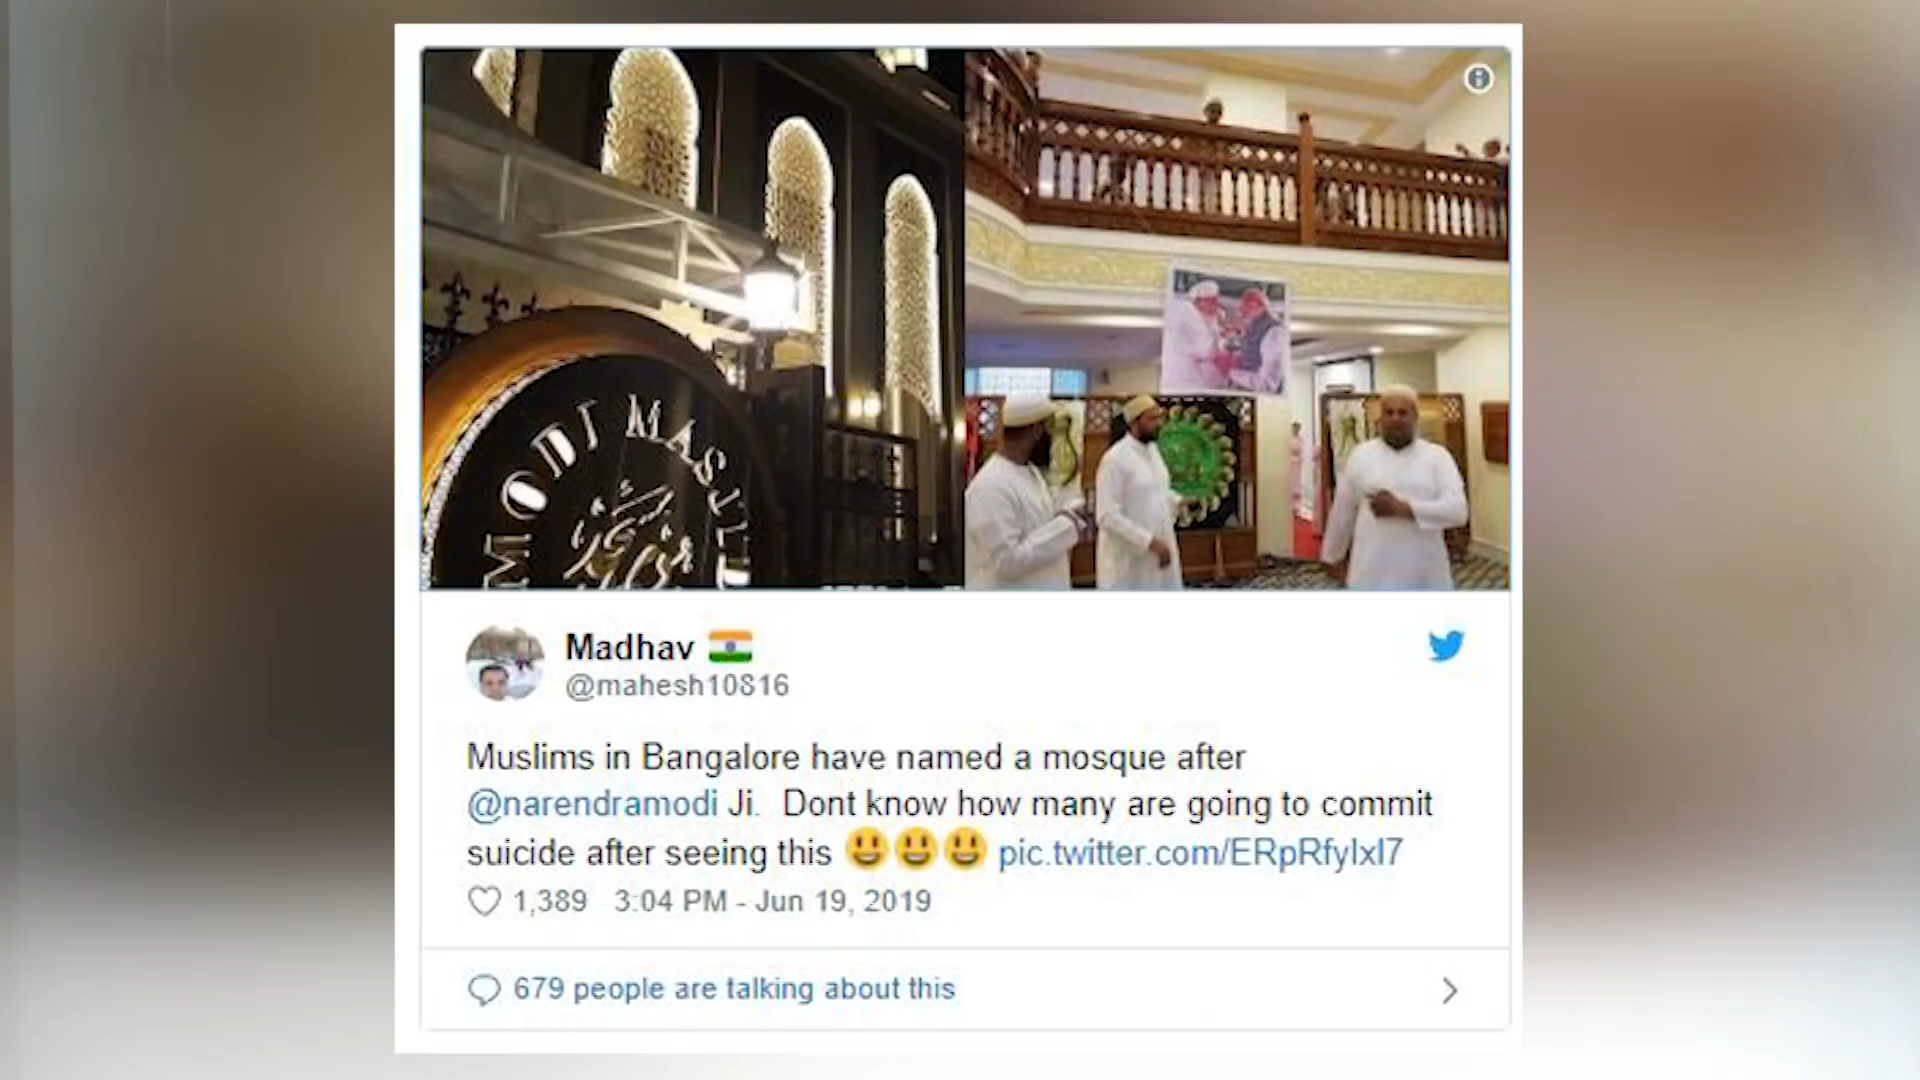 MODI MASJID
Madhav
@mahesh10816
Muslims in Bangalore have named a mosque after
@narendramodi Ji. Dont know how many are going to commit
suicide after seeing this 😃😃😃 pic.twitter.com/ERpRfyIxI7
1,389 3:04 PM - Jun 19, 2019
679 people are talking about this